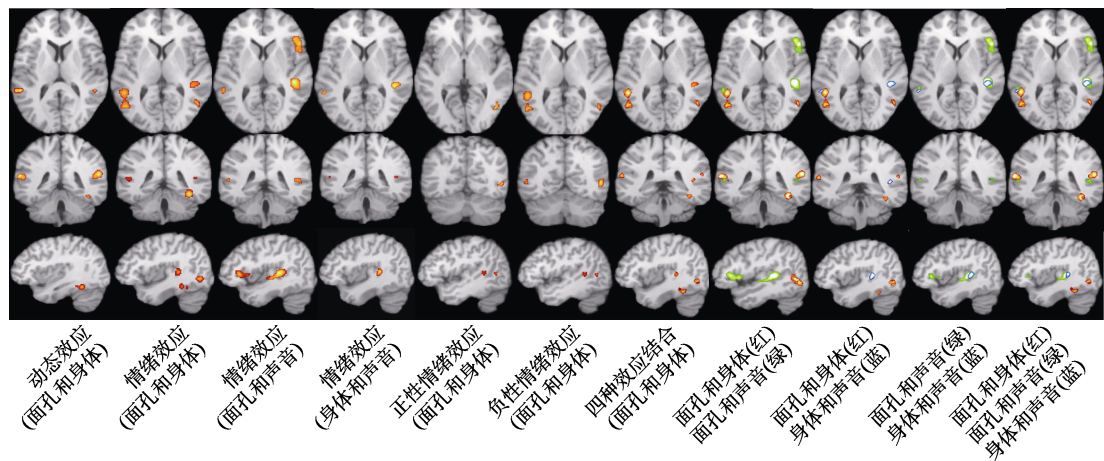 动态效应
(面孔和身体)
情绪效应
(面孔和身体)
情绪效应
(面孔和声音)
情绪效应
(身体和声音)
正性情绪效应
(面孔和身体)
负性情绪效应
(面孔和身体)
四种效应结合
(面孔和身体)
面孔和身体(红)
面孔和声音(绿)
面孔和身体(红)
身体和声音(蓝)
面孔和声音(绿)
身体和声音(蓝)
面孔和身体(红)
面孔和声音(绿)
身体和声音(蓝)